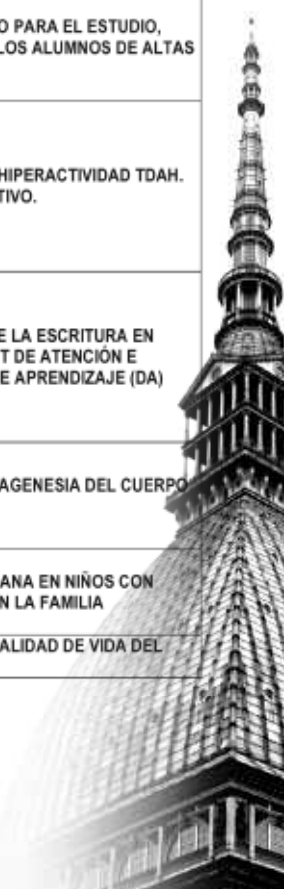 O PARA EL ESTUDIO,
LOS ALUMNOS DE ALTAS
HIPERACTIVIDAD TDAH.
TIVO.
E LA ESCRITURA EN
T DE ATENCIÓN E
E APRENDIZAJE (DA)
AGENESIA DEL CUERPO
ANA EN NIÑOS CON
N LA FAMILIA
ALIDAD DE VIDA DEL